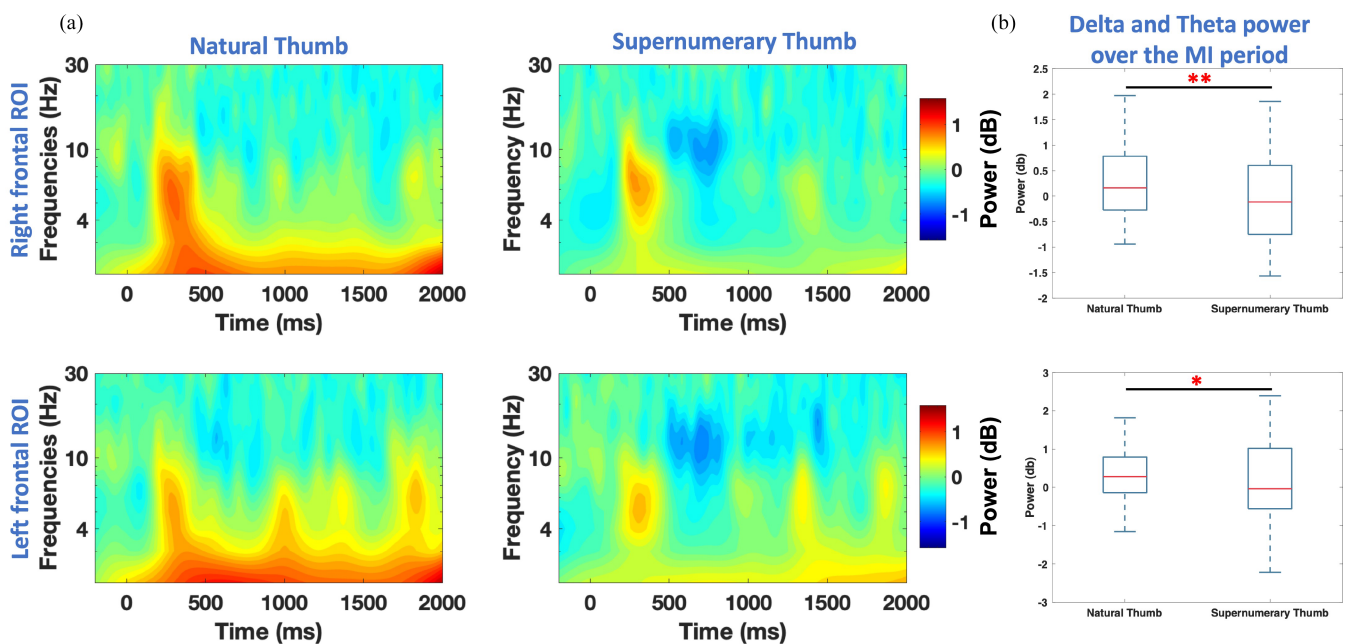 (a)
Natural Thumb
Supernumerary Thumb
(b)
Delta and Theta power
over the MI period
Right frontal ROI
Frequencies (Hz)
30
10
4
0 500 1000 1500 2000
Time (ms)
Frequency (Hz)
30
10
4
0 500 1000 1500 2000
Time (ms)
1
0
-1
Power (dB)
**
Power (db)
2.5
2
1.5
1
0.5
0
-0.5
-1
-1.5
-2
Natural Thumb Supernumerary Thumb
Left frontal ROI
Frequencies (Hz)
30
10
4
0 500 1000 1500 2000
Time (ms)
Frequency (Hz)
30
10
4
0 500 1000 1500 2000
Time (ms)
1
0
-1
Power (dB)
*
Power (db)
3
2
1
0
-1
-2
-3
Natural Thumb Supernumerary Thumb